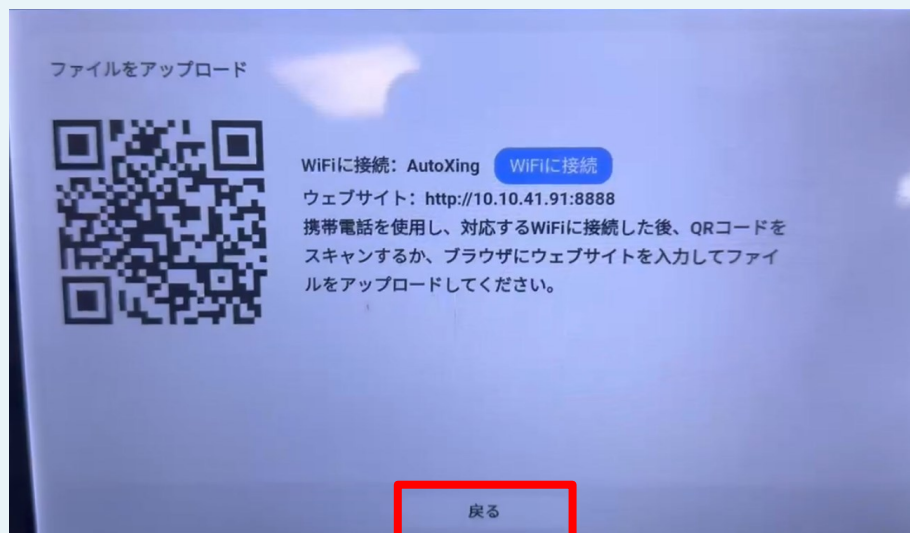 ファイルをアップロード
WiFiに接続：AutoXing WiFiに接続
ウェブサイト：http://10.10.41.91:8888
携帯電話を使用し、対応するWiFiに接続した後、QRコードを
スキャンするか、ブラウザにウェブサイトを入力してファイ
ルをアップロードしてください。
戻る